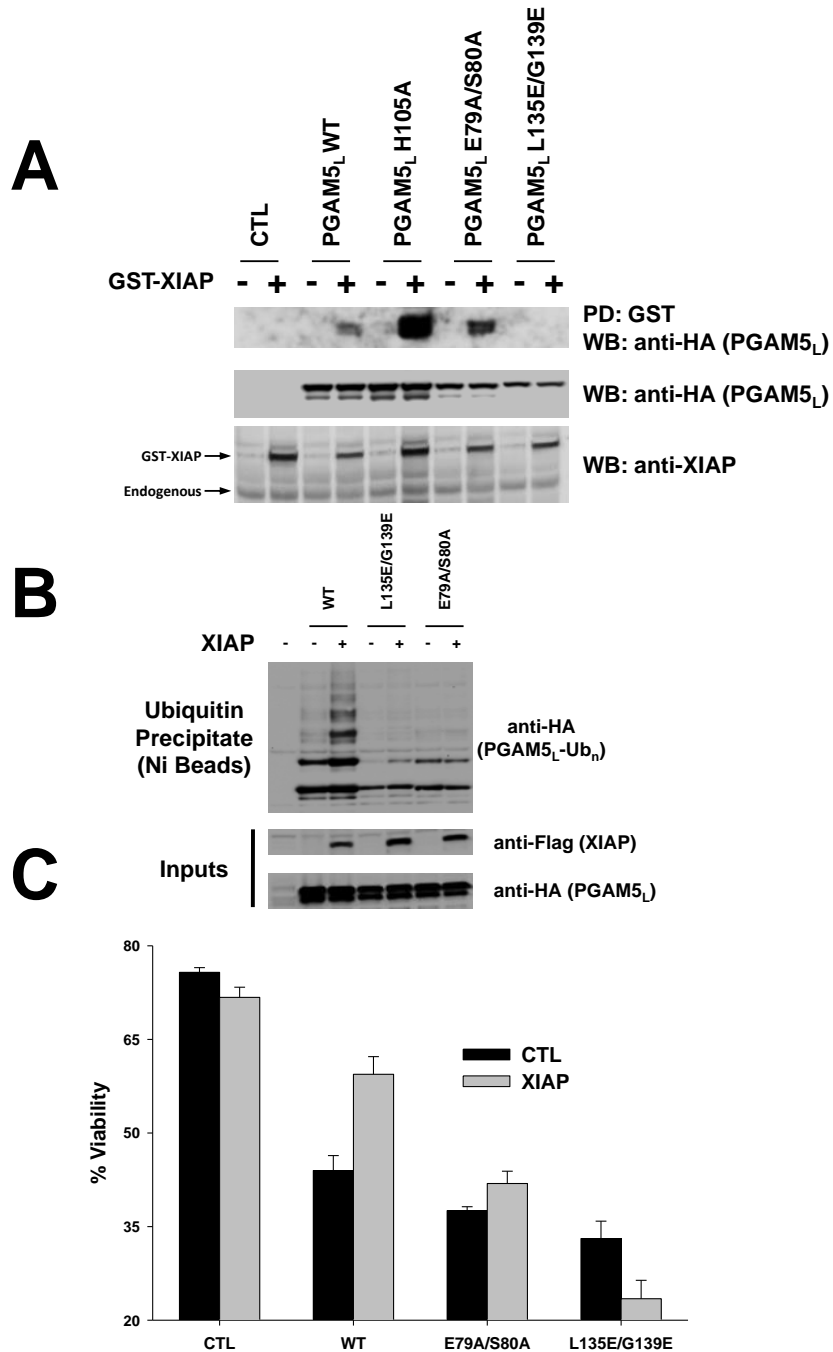 A
CTL
PGAM5L WT
PGAM5L H105A
PGAM5L E79A/S80A
PGAM5L L135E/G139E
GST-XIAP - + - + - + - + - +
PD: GST
WB: anti-HA (PGAM5L)
WB: anti-HA (PGAM5L)
GST-XIAP
Endogenous
WB: anti-XIAP
B
WT
L135E/G139E
E79A/S80A
XIAP - - + - + - +
Ubiquitin
Precipitate
(Ni Beads)
anti-HA
(PGAM5L-Ubn)
Inputs
anti-Flag (XIAP)
anti-HA (PGAM5L)
C
% Viability
80
65
50
35
20
CTL
XIAP
CTL WT E79A/S80A L135E/G139E